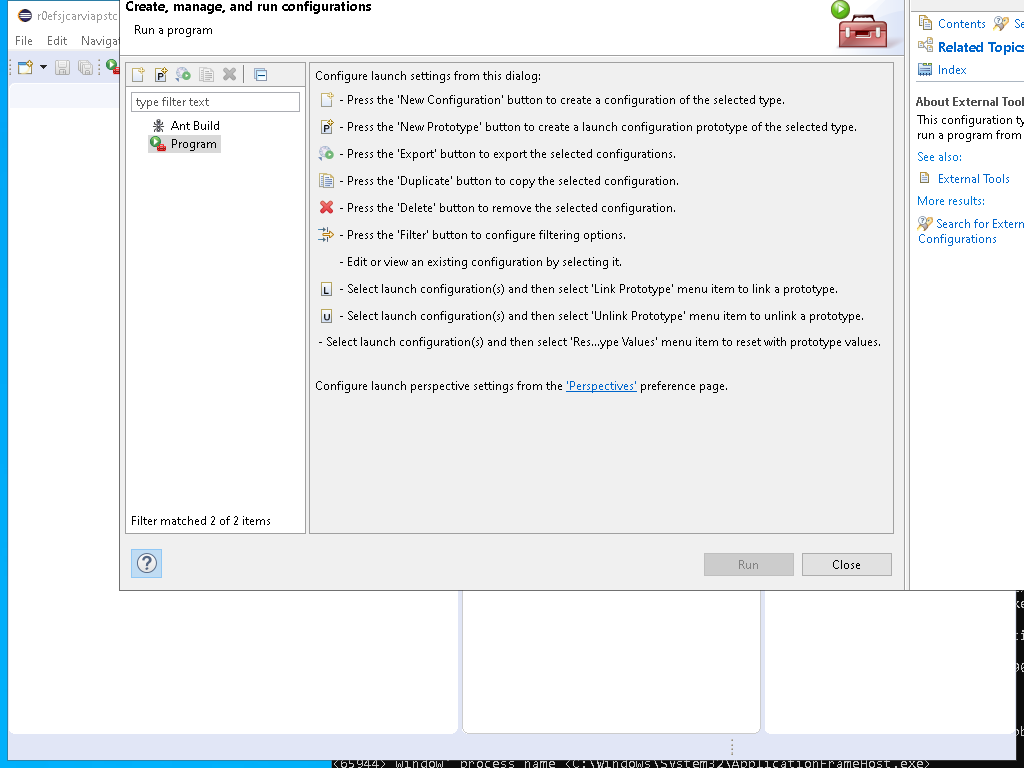 Create, manage, and run configurations
Run a program
r0efsjcarviapstc
File Edit Naviga
type filter text
Ant Build
Program
Filter matched 2 of 2 items
Configure launch settings from this dialog:
- Press the 'New Configuration' button to create a configuration of the selected type.
- Press the 'New Prototype' button to create a launch configuration prototype of the selected type.
- Press the 'Export' button to export the selected configurations.
- Press the 'Duplicate' button to copy the selected configuration.
- Press the 'Delete' button to remove the selected configuration.
- Press the 'Filter' button to configure filtering options.
- Edit or view an existing configuration by selecting it.
L - Select launch configuration(s) and then select 'Link Prototype' menu item to link a prototype.
U - Select launch configuration(s) and then select 'Unlink Prototype' menu item to unlink a prototype.
- Select launch configuration(s) and then select 'Res...ype Values' menu item to reset with prototype values.
Configure launch perspective settings from the 'Perspectives' preference page.
Run
Close
Contents Se
Related Topics
Index
About External Tool
This configuration ty
run a program from
See also:
External Tools
More results:
Search for Extern
Configurations
<65944> window process name <C:\Windows\System32\ApplicationFrameHost.exe>